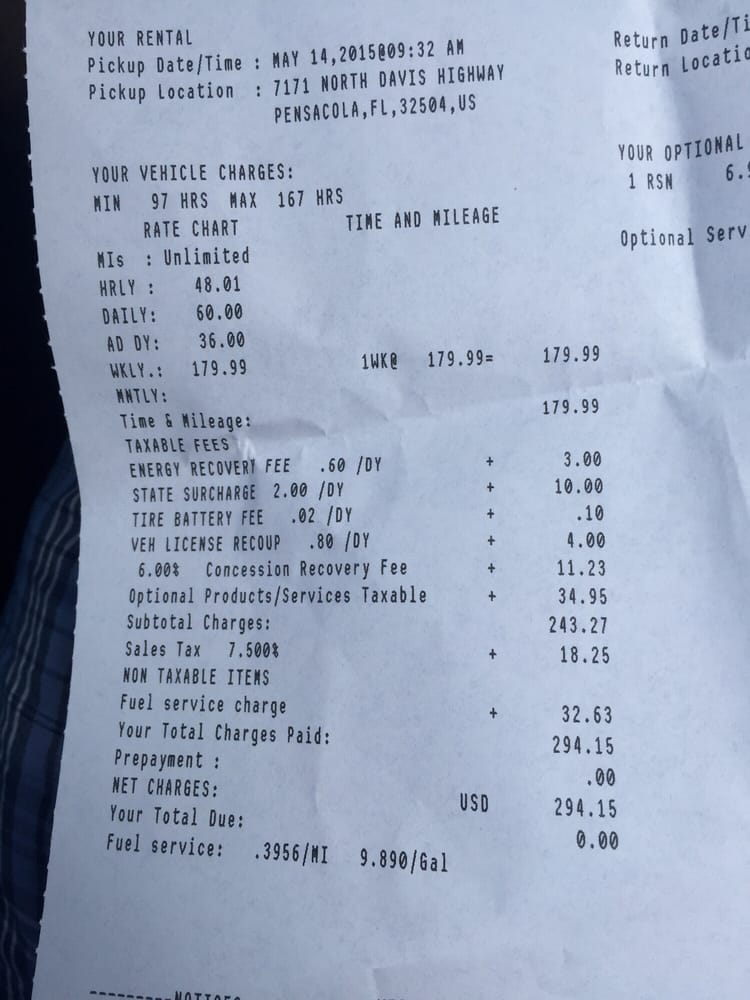 YOUR RENTAL
Pickup Date/Time : MAY 14,2015@09:32 AM
Pickup Location : 7171 NORTH DAVIS HIGHWAY
PENSACOLA,FL,32504,US
Return Date/Ti
Return Locatio
YOUR VEHICLE CHARGES:
MIN 97 HRS MAX 167 HRS
RATE CHART TIME AND MILEAGE
MIs : Unlimited
HRLY : 48.01
DAILY: 60.00
AD DY: 36.00
WKLY.: 179.99 1WK@ 179.99= 179.99
MNTLY:
Time & Mileage: 179.99
TAXABLE FEES
ENERGY RECOVERY FEE .60 /DY + 3.00
STATE SURCHARGE 2.00 /DY + 10.00
TIRE BATTERY FEE .02 /DY + .10
VEH LICENSE RECOUP .80 /DY + 4.00
6.00% Concession Recovery Fee + 11.23
Optional Products/Services Taxable + 34.95
Subtotal Charges: 243.27
Sales Tax 7.500% + 18.25
NON TAXABLE ITEMS
Fuel service charge + 32.63
Your Total Charges Paid: 294.15
Prepayment : .00
NET CHARGES: USD 294.15
Your Total Due: 0.00
Fuel service: .3956/MI 9.890/Gal
YOUR OPTIONAL
1 RSN 6.9
Optional Serv
---------NOTICES